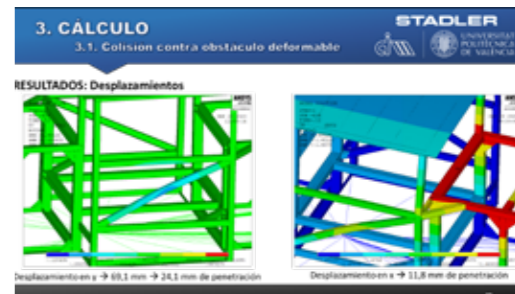 3. CÁLCULO
3.1. Colisión contra obstáculo deformable
STADLER
UNIVERSITAT
POLITÈCNICA
DE VALÈNCIA
RESULTADOS: Desplazamientos
ANSYS
Desplazamiento en y → 69,1 mm → 24,1 mm de penetración
Desplazamiento en x → 11,8 mm de penetración